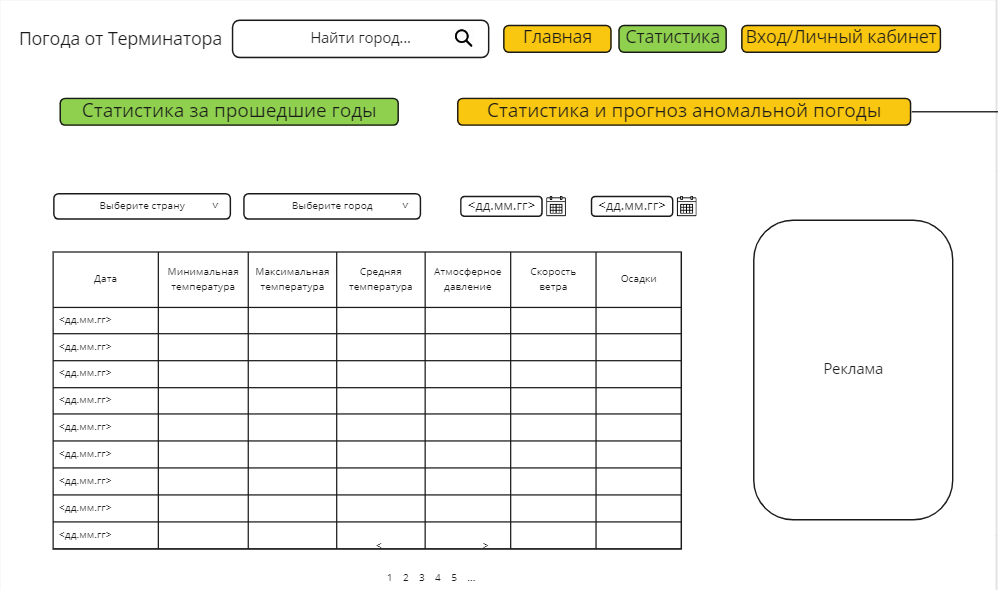 Погода от Терминатора
Найти город...
Главная
Статистика
Вход/Личный кабинет
Статистика за прошедшие годы
Статистика и прогноз аномальной погоды
Выберите страну
Выберите город
<дд.мм.гг>
<дд.мм.гг>
Дата
Минимальная
температура
Максимальная
температура
Средняя
температура
Атмосферное
давление
Скорость
ветра
Осадки
<дд.мм.гг>
<дд.мм.гг>
<дд.мм.гг>
<дд.мм.гг>
<дд.мм.гг>
<дд.мм.гг>
<дд.мм.гг>
<дд.мм.гг>
<дд.мм.гг>
< >
1 2 3 4 5 ...
Реклама